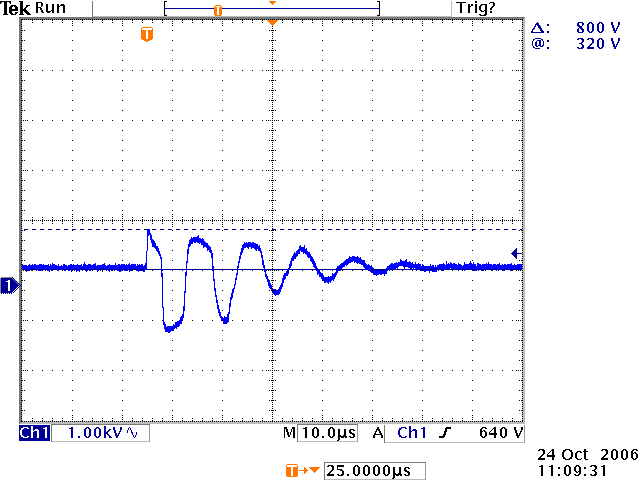 Tek Run Trig?
T
T
Δ: 800 V
@: 320 V
1
Ch1 1.00kV M 10.0µs A Ch1 640 V
T 25.0000µs
24 Oct 2006
11:09:31